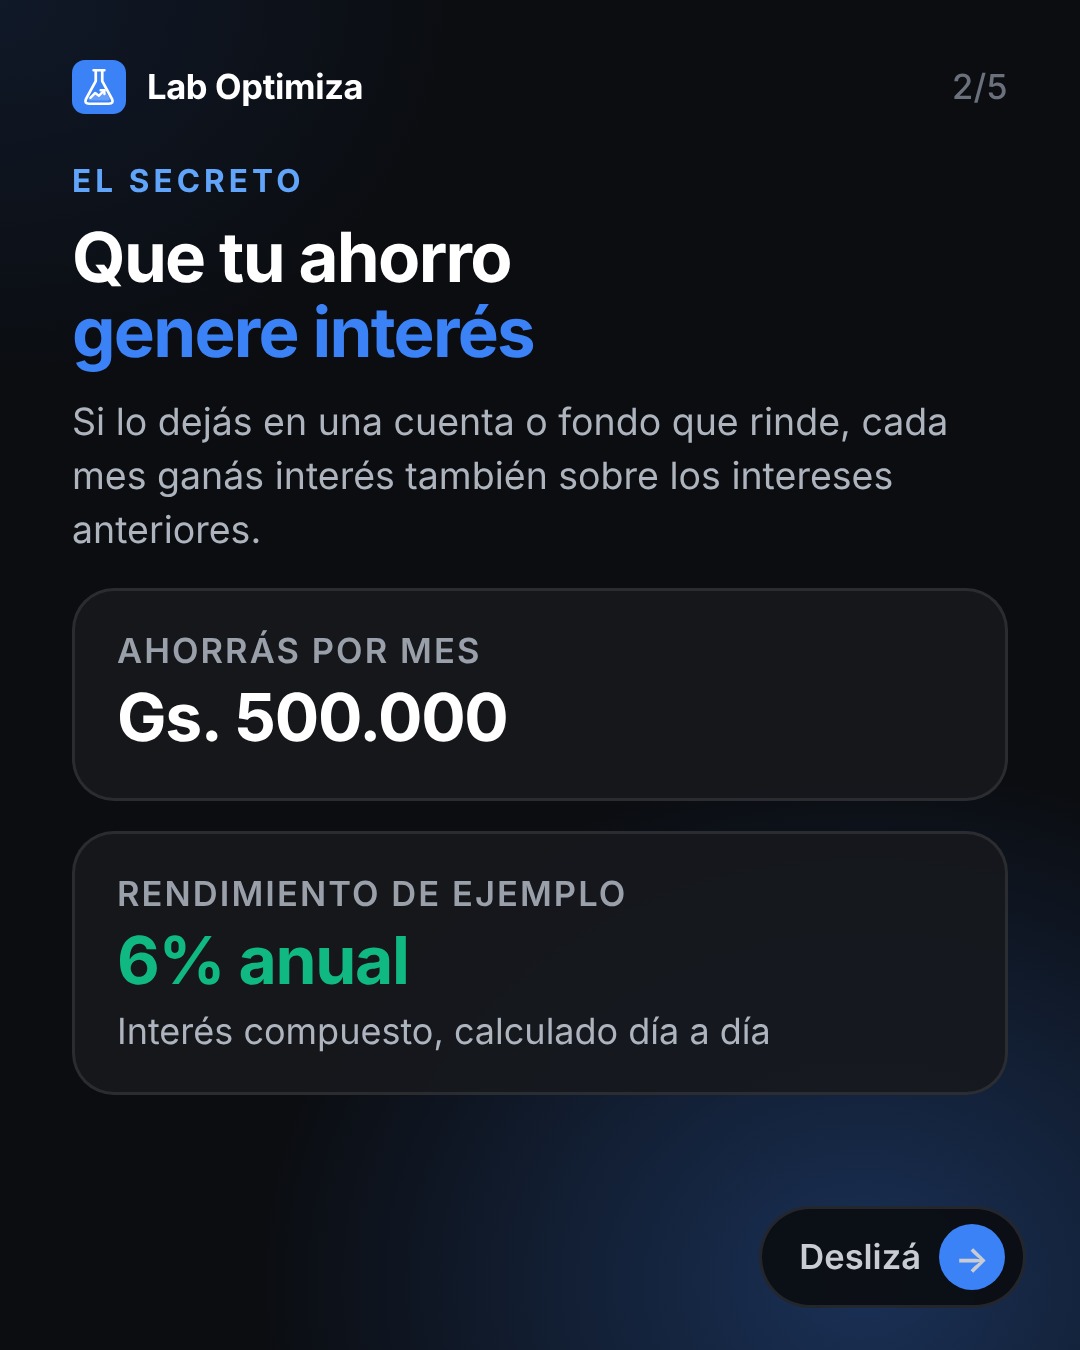 Lab Optimiza
2/5
EL SECRETO
Que tu ahorro
genere interés
Si lo dejás en una cuenta o fondo que rinde, cada
mes ganás interés también sobre los intereses
anteriores.
AHORRÁS POR MES
Gs. 500.000
RENDIMIENTO DE EJEMPLO
6% anual
Interés compuesto, calculado día a día
Deslizá